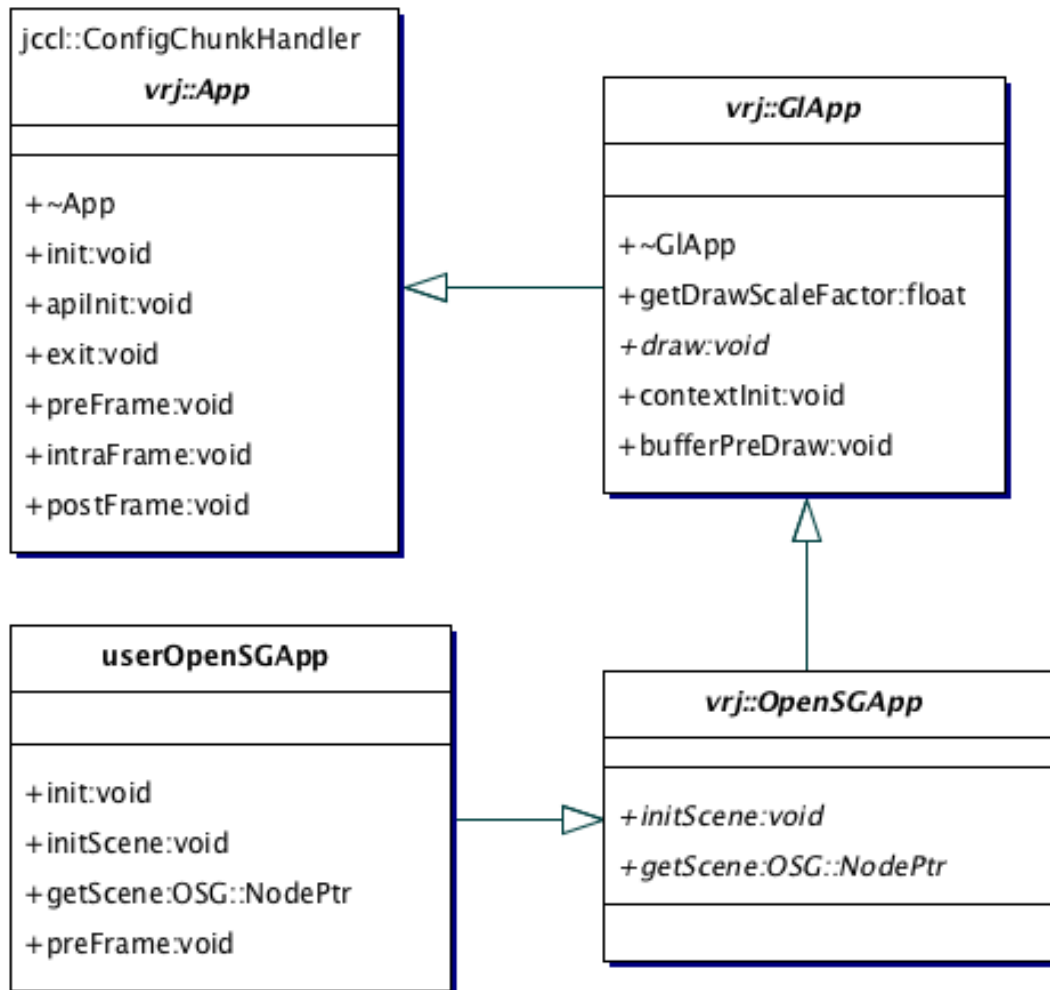 jccl::ConfigChunkHandler
vrj::App
+~App
+init:void
+apiInit:void
+exit:void
+preFrame:void
+intraFrame:void
+postFrame:void
vrj::GlApp
+~GlApp
+getDrawScaleFactor:float
+draw:void
+contextInit:void
+bufferPreDraw:void
userOpenSGApp
+init:void
+initScene:void
+getScene:OSG::NodePtr
+preFrame:void
vrj::OpenSGApp
+initScene:void
+getScene:OSG::NodePtr